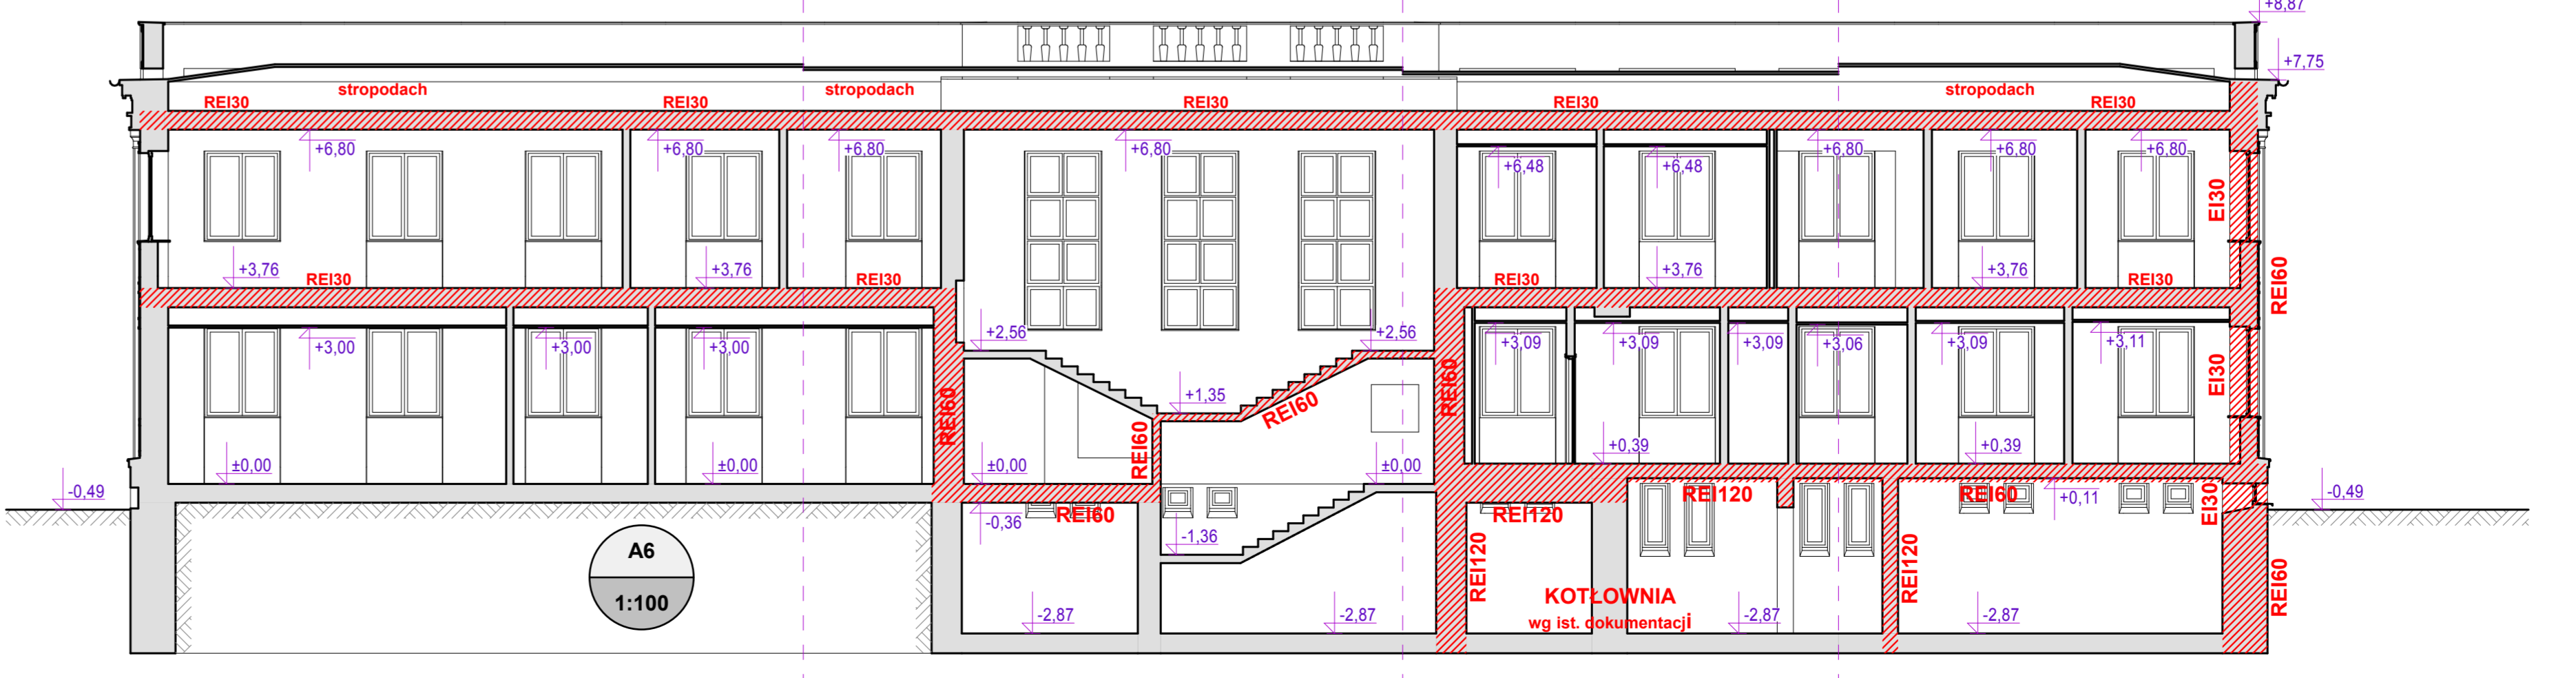 +8,87
+7,75
stropodach
stropodach
stropodach
REI30
REI30
REI30
REI30
REI30
+6,80
+6,80
+6,80
+6,80
+6,80
+6,80
+6,80
+6,48
+6,48
EI30
+3,76
+3,76
+3,76
+3,76
REI30
REI30
REI30
REI30
REI60
+2,56
+2,56
+3,00
+3,00
+3,00
+3,09
+3,09
+3,09
+3,06
+3,09
+3,11
EI30
+1,35
REI60
REI60
REI60
REI60
+0,39
+0,39
±0,00
±0,00
±0,00
±0,00
-0,49
-0,49
REI120
REI60
+0,11
EI30
-0,36
REI60
REI120
-1,36
A6
1:100
REI120
REI120
REI60
KOTŁOWNIA
wg ist. dokumentacji
-2,87
-2,87
-2,87
-2,87